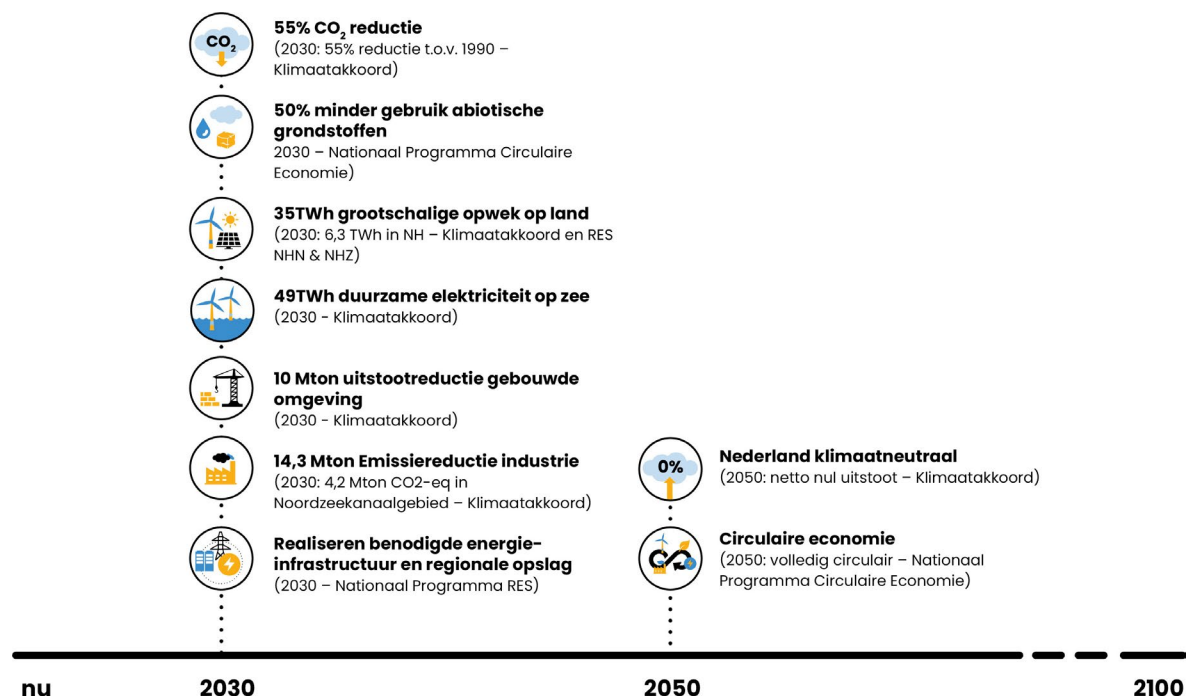 CO2
55% CO2 reductie
(2030: 55% reductie t.o.v. 1990 –
Klimaatakkoord)
50% minder gebruik abiotische
grondstoffen
2030 – Nationaal Programma Circulaire
Economie)
35TWh grootschalige opwek op land
(2030: 6,3 TWh in NH – Klimaatakkoord en RES
NHN & NHZ)
49TWh duurzame elektriciteit op zee
(2030 - Klimaatakkoord)
10 Mton uitstootreductie gebouwde
omgeving
(2030 - Klimaatakkoord)
14,3 Mton Emissiereductie industrie
(2030: 4,2 Mton CO2-eq in
Noordzeekanaalgebied – Klimaatakkoord)
Realiseren benodigde energie-
infrastructuur en regionale opslag
(2030 – Nationaal Programma RES)
0%
Nederland klimaatneutraal
(2050: netto nul uitstoot – Klimaatakkoord)
Circulaire economie
(2050: volledig circulair – Nationaal
Programma Circulaire Economie)
nu 2030 2050 2100